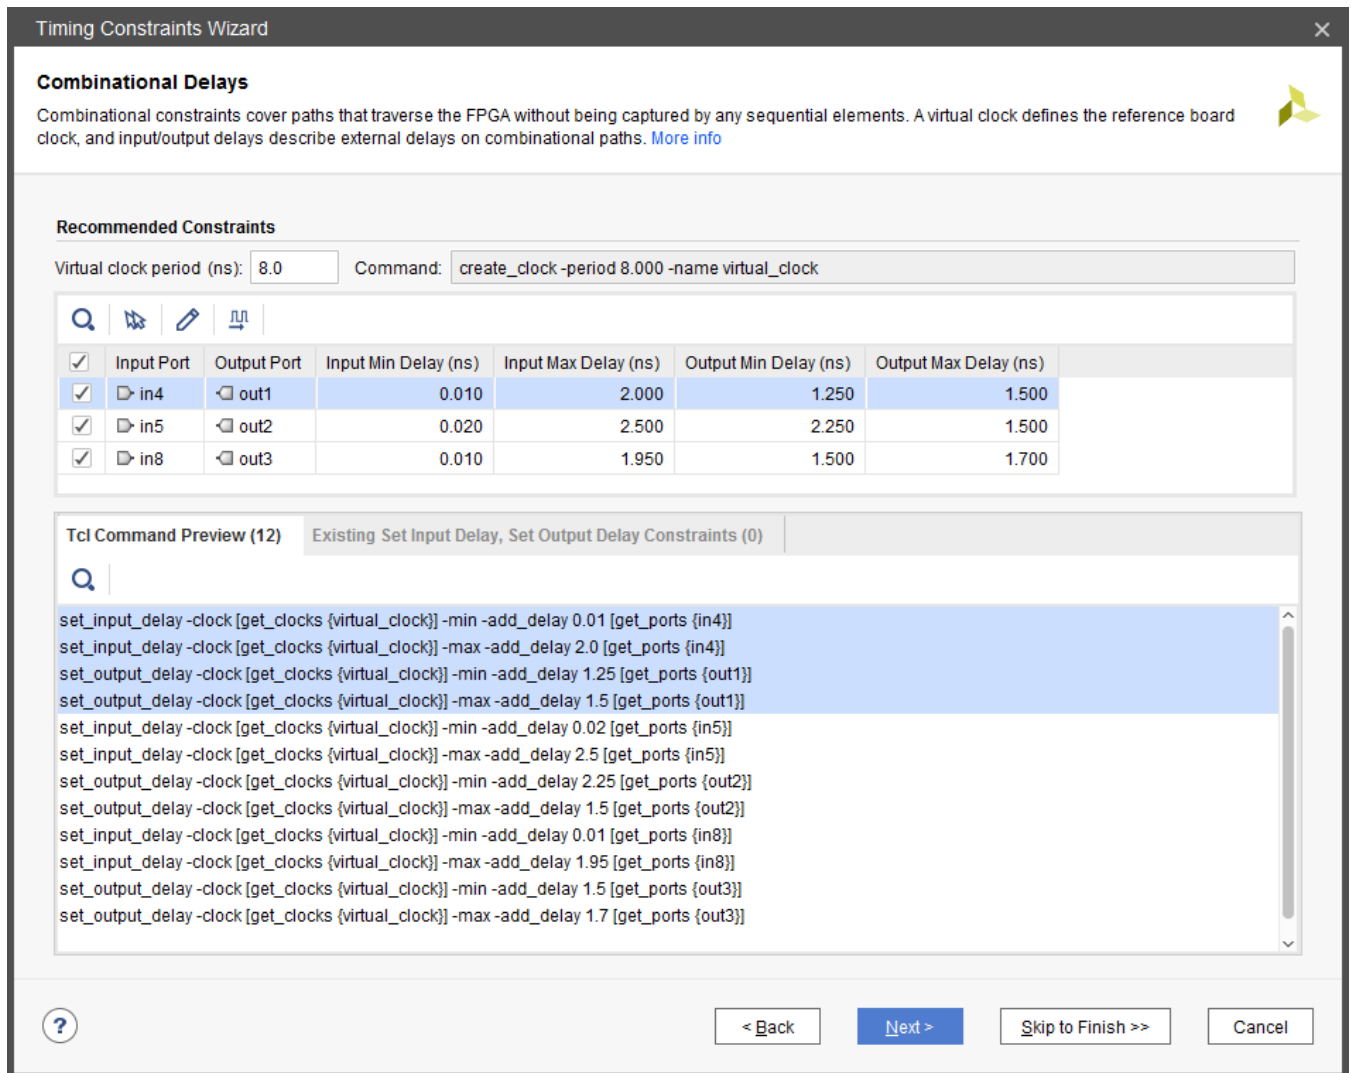 Timing Constraints Wizard
Combinational Delays
Combinational constraints cover paths that traverse the FPGA without being captured by any sequential elements. A virtual clock defines the reference board
clock, and input/output delays describe external delays on combinational paths. More info
Recommended Constraints
Virtual clock period (ns): 8.0 Command: create_clock -period 8.000 -name virtual_clock
Input Port Output Port Input Min Delay (ns) Input Max Delay (ns) Output Min Delay (ns) Output Max Delay (ns)
in4 out1 0.010 2.000 1.250 1.500
in5 out2 0.020 2.500 2.250 1.500
in8 out3 0.010 1.950 1.500 1.700
Tcl Command Preview (12) Existing Set Input Delay, Set Output Delay Constraints (0)
set_input_delay -clock [get_clocks {virtual_clock}] -min -add_delay 0.01 [get_ports {in4}]
set_input_delay -clock [get_clocks {virtual_clock}] -max -add_delay 2.0 [get_ports {in4}]
set_output_delay -clock [get_clocks {virtual_clock}] -min -add_delay 1.25 [get_ports {out1}]
set_output_delay -clock [get_clocks {virtual_clock}] -max -add_delay 1.5 [get_ports {out1}]
set_input_delay -clock [get_clocks {virtual_clock}] -min -add_delay 0.02 [get_ports {in5}]
set_input_delay -clock [get_clocks {virtual_clock}] -max -add_delay 2.5 [get_ports {in5}]
set_output_delay -clock [get_clocks {virtual_clock}] -min -add_delay 2.25 [get_ports {out2}]
set_output_delay -clock [get_clocks {virtual_clock}] -max -add_delay 1.5 [get_ports {out2}]
set_input_delay -clock [get_clocks {virtual_clock}] -min -add_delay 0.01 [get_ports {in8}]
set_input_delay -clock [get_clocks {virtual_clock}] -max -add_delay 1.95 [get_ports {in8}]
set_output_delay -clock [get_clocks {virtual_clock}] -min -add_delay 1.5 [get_ports {out3}]
set_output_delay -clock [get_clocks {virtual_clock}] -max -add_delay 1.7 [get_ports {out3}]
? < Back Next > Skip to Finish >> Cancel